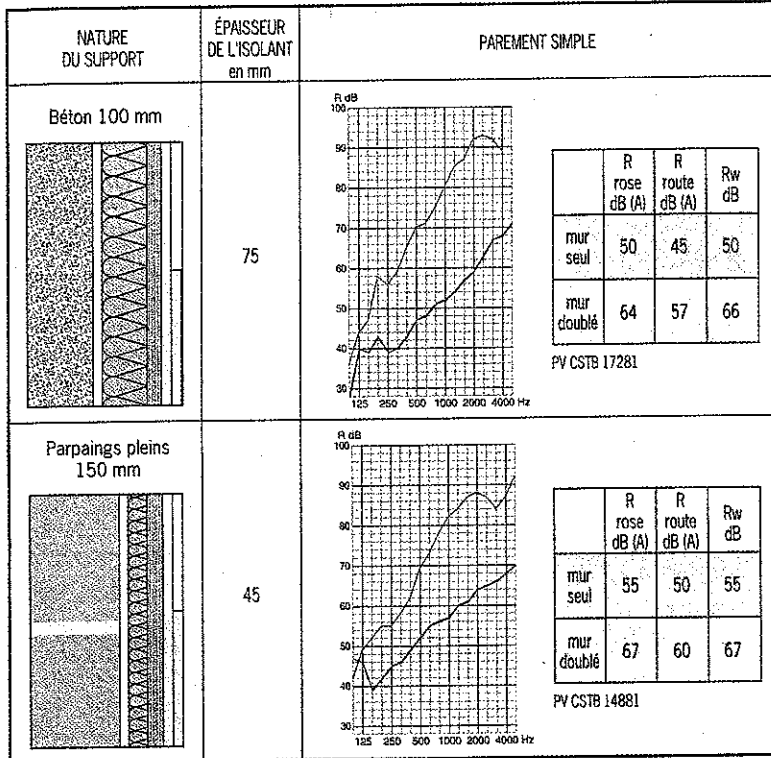 NATURE
DU SUPPORT
ÉPAISSEUR
DE L'ISOLANT
en mm
PAREMENT SIMPLE
Béton 100 mm
75
R dB
100
90
80
70
60
50
40
30
125 250 500 1000 2000 4000 Hz
R
rose
dB (A)
R
route
dB (A)
Rw
dB
mur
seul
50 45 50
mur
doublé
64 57 66
PV CSTB 17281
Parpaings pleins
150 mm
45
R dB
100
90
80
70
60
50
40
30
125 250 500 1000 2000 4000 Hz
R
rose
dB (A)
R
route
dB (A)
Rw
dB
mur
seul
55 50 55
mur
doublé
67 60 67
PV CSTB 14881